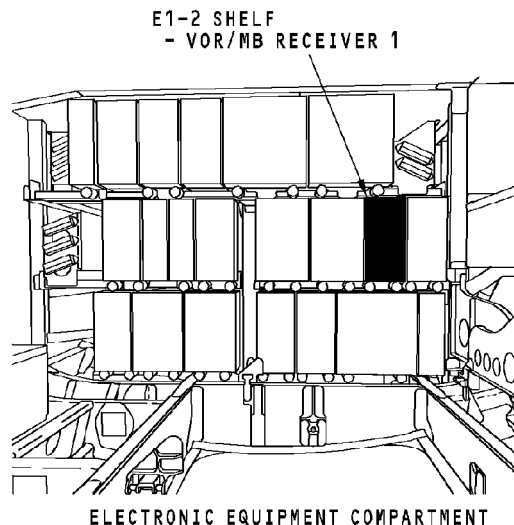 E1-2 SHELF
- VOR/MB RECEIVER 1
ELECTRONIC EQUIPMENT COMPARTMENT